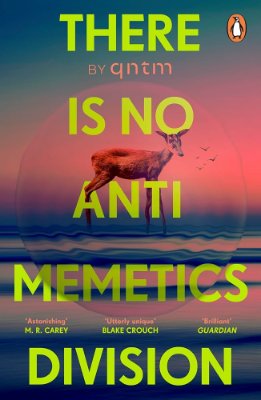 THERE
BY qntm
IS NO
ANTI
MEMETICS
'Astonishing' 'Utterly unique' 'Brilliant'
M. R. CAREY BLAKE CROUCH GUARDIAN
DIVISION